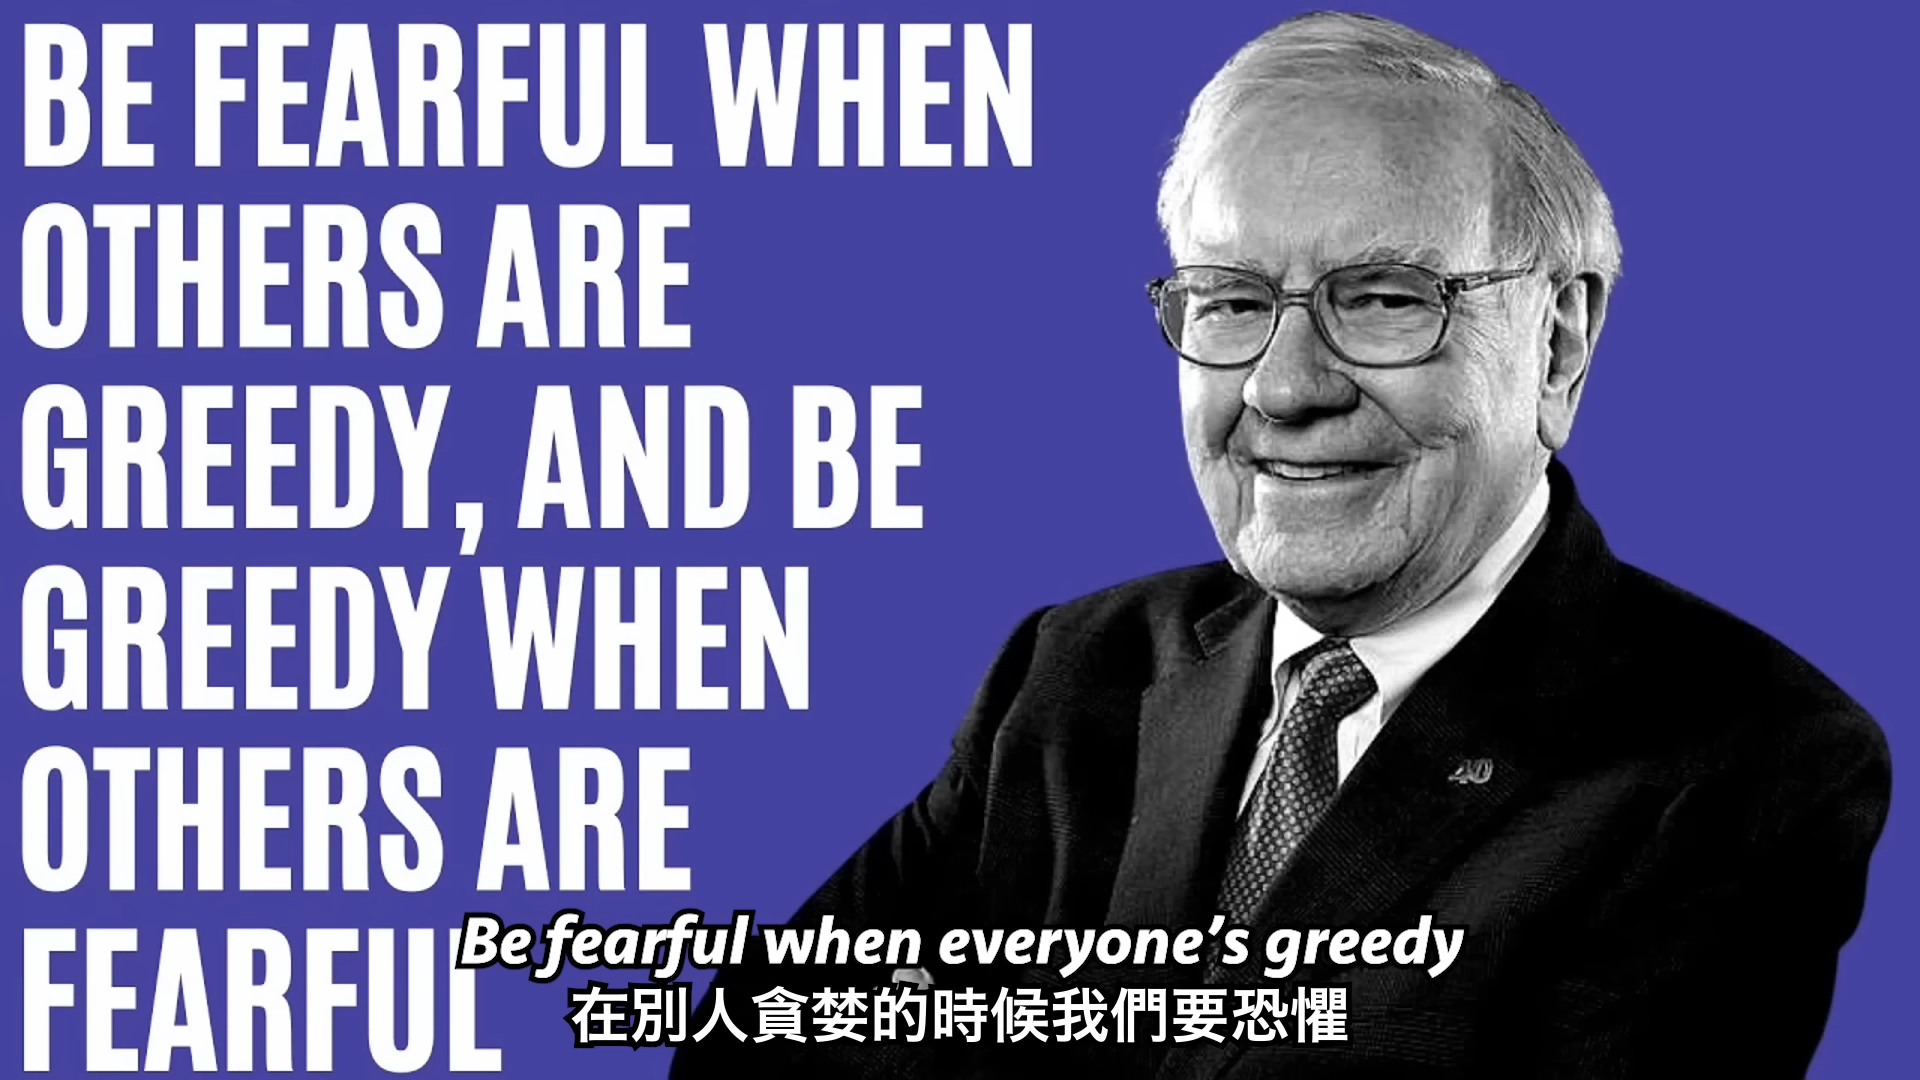 BE FEARFUL WHEN
OTHERS ARE
GREEDY, AND BE
GREEDY WHEN
OTHERS ARE
FEARFUL
40
Be fearful when everyone's greedy
在別人貪婪的時候我們要恐懼